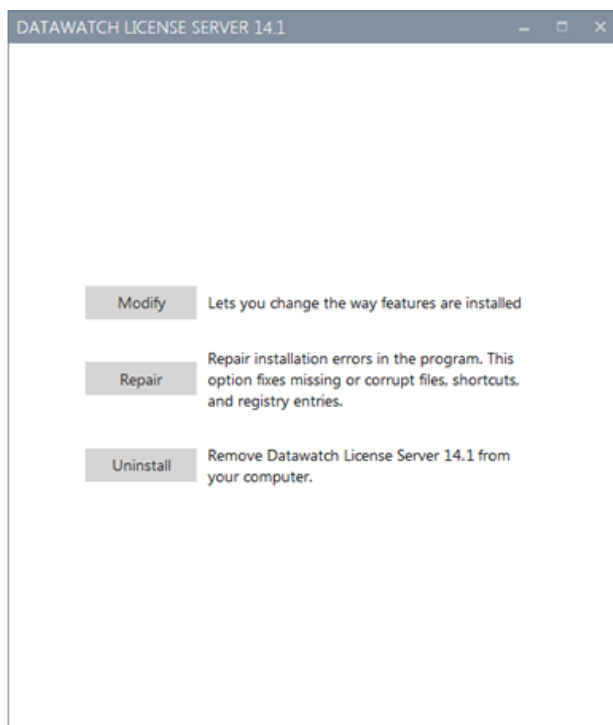 DATAWATCH LICENSE SERVER 14.1
Modify
Lets you change the way features are installed
Repair
Repair installation errors in the program. This
option fixes missing or corrupt files, shortcuts,
and registry entries.
Uninstall
Remove Datawatch License Server 14.1 from
your computer.